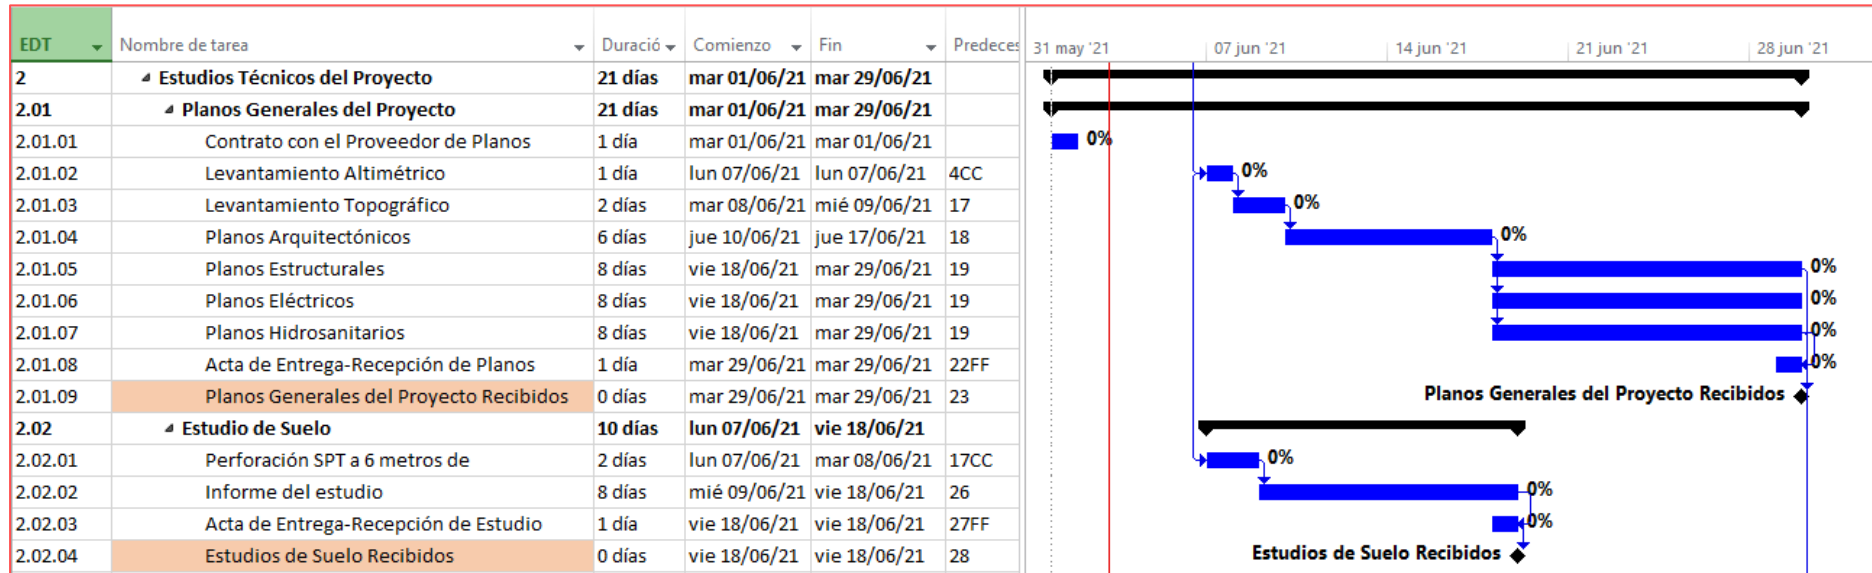 EDT Nombre de tarea Duració Comienzo Fin Predeces 31 may '21 07 jun '21 14 jun '21 21 jun '21 28 jun '21
2 Estudios Técnicos del Proyecto 21 días mar 01/06/21 mar 29/06/21
2.01 Planos Generales del Proyecto 21 días mar 01/06/21 mar 29/06/21
2.01.01 Contrato con el Proveedor de Planos 1 día mar 01/06/21 mar 01/06/21 0%
2.01.02 Levantamiento Altimétrico 1 día lun 07/06/21 lun 07/06/21 4CC 0%
2.01.03 Levantamiento Topográfico 2 días mar 08/06/21 mié 09/06/21 17 0%
2.01.04 Planos Arquitectónicos 6 días jue 10/06/21 jue 17/06/21 18 0%
2.01.05 Planos Estructurales 8 días vie 18/06/21 mar 29/06/21 19 0%
2.01.06 Planos Eléctricos 8 días vie 18/06/21 mar 29/06/21 19 0%
2.01.07 Planos Hidrosanitarios 8 días vie 18/06/21 mar 29/06/21 19 0%
2.01.08 Acta de Entrega-Recepción de Planos 1 día mar 29/06/21 mar 29/06/21 22FF 0%
2.01.09 Planos Generales del Proyecto Recibidos 0 días mar 29/06/21 mar 29/06/21 23 Planos Generales del Proyecto Recibidos
2.02 Estudio de Suelo 10 días lun 07/06/21 vie 18/06/21
2.02.01 Perforación SPT a 6 metros de 2 días lun 07/06/21 mar 08/06/21 17CC 0%
2.02.02 Informe del estudio 8 días mié 09/06/21 vie 18/06/21 26 0%
2.02.03 Acta de Entrega-Recepción de Estudio 1 día vie 18/06/21 vie 18/06/21 27FF 0%
2.02.04 Estudios de Suelo Recibidos 0 días vie 18/06/21 vie 18/06/21 28 Estudios de Suelo Recibidos